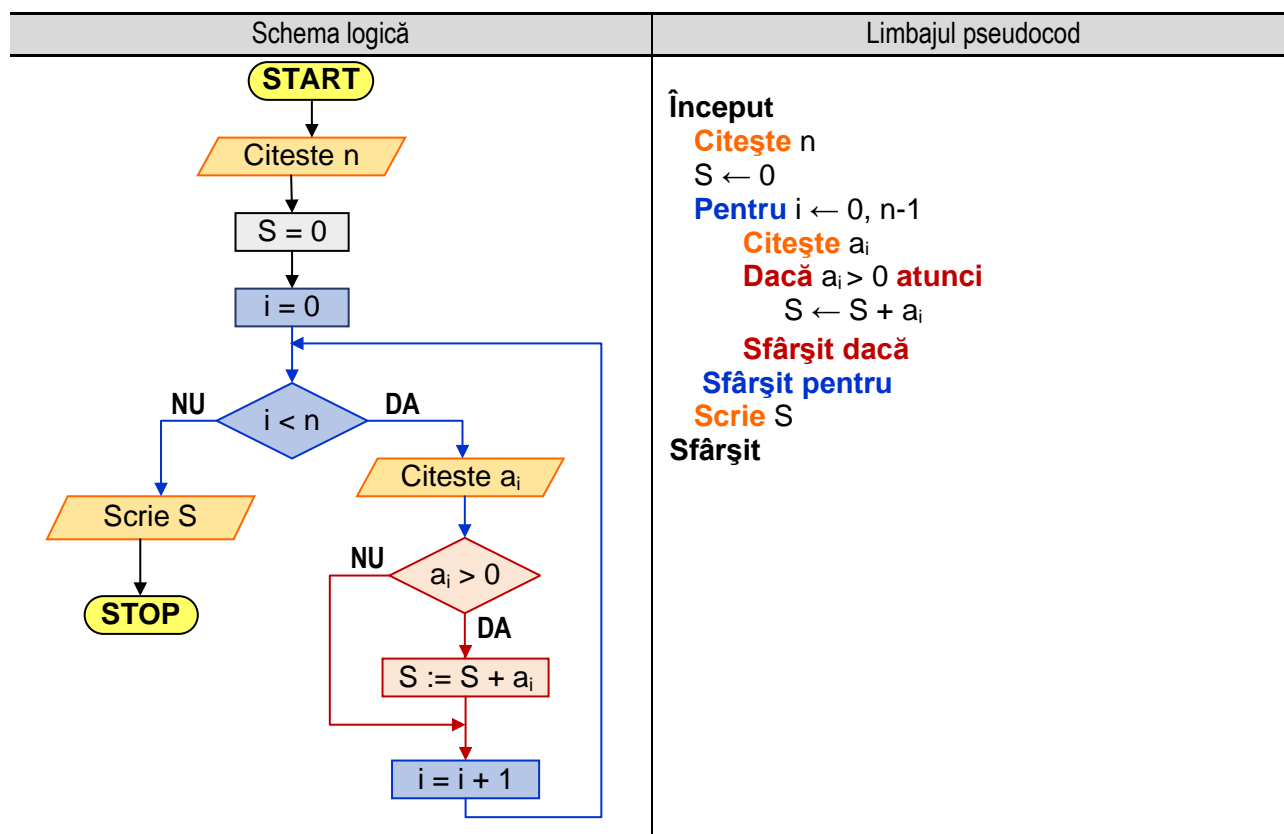 Schema logică
Limbajul pseudocod
START
Citeste n
S = 0
i = 0
i < n
NU
DA
Citeste aᵢ
Scrie S
STOP
aᵢ > 0
NU
DA
S := S + aᵢ
i = i + 1
Început
Citeşte n
S ← 0
Pentru i ← 0, n-1
Citeşte aᵢ
Dacă aᵢ > 0 atunci
S ← S + aᵢ
Sfârşit dacă
Sfârşit pentru
Scrie S
Sfârşit